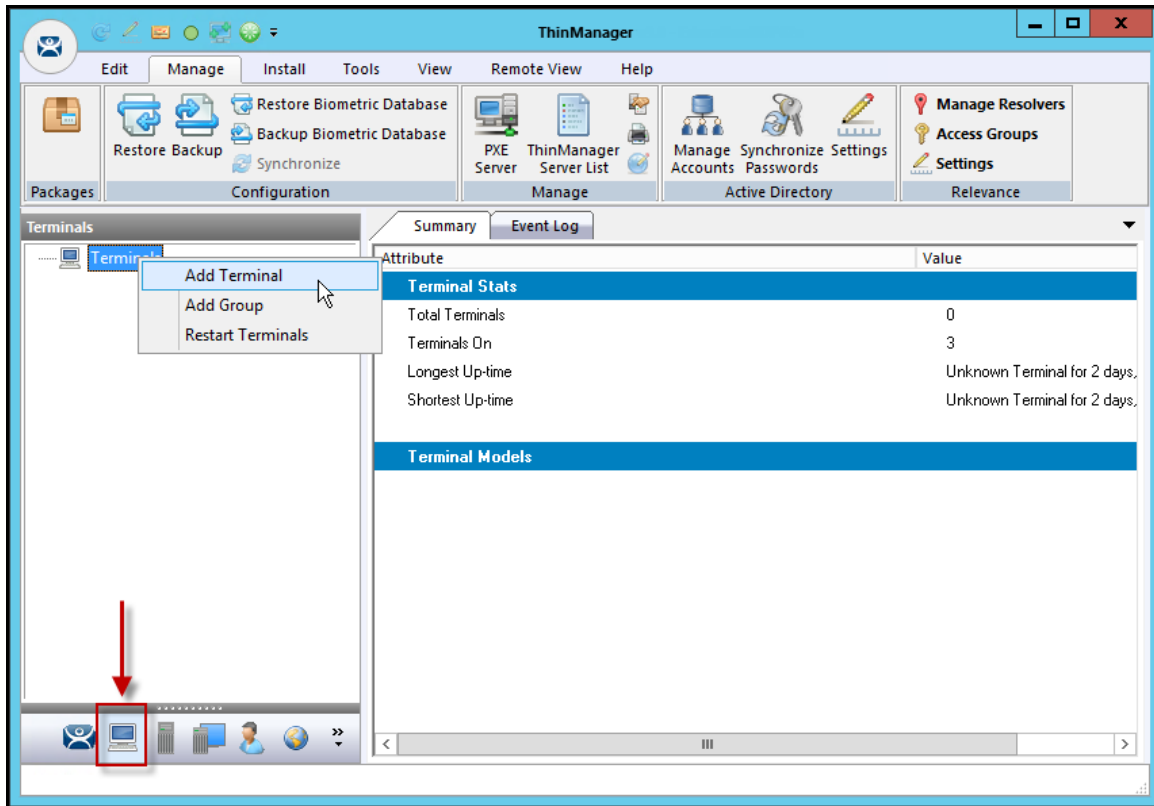 ThinManager
Edit Manage Install Tools View Remote View Help
Restore Biometric Database
Backup Biometric Database
Synchronize
Restore Backup
PXE Server
ThinManager Server List
Manage Accounts
Synchronize Passwords
Settings
Manage Resolvers
Access Groups
Settings
Packages Configuration Manage Active Directory Relevance
Terminals
Summary Event Log
Terminals
Attribute Value
Add Terminal
Add Group
Restart Terminals
Terminal Stats
Total Terminals 0
Terminals On 3
Longest Up-time Unknown Terminal for 2 days,
Shortest Up-time Unknown Terminal for 2 days,
Terminal Models